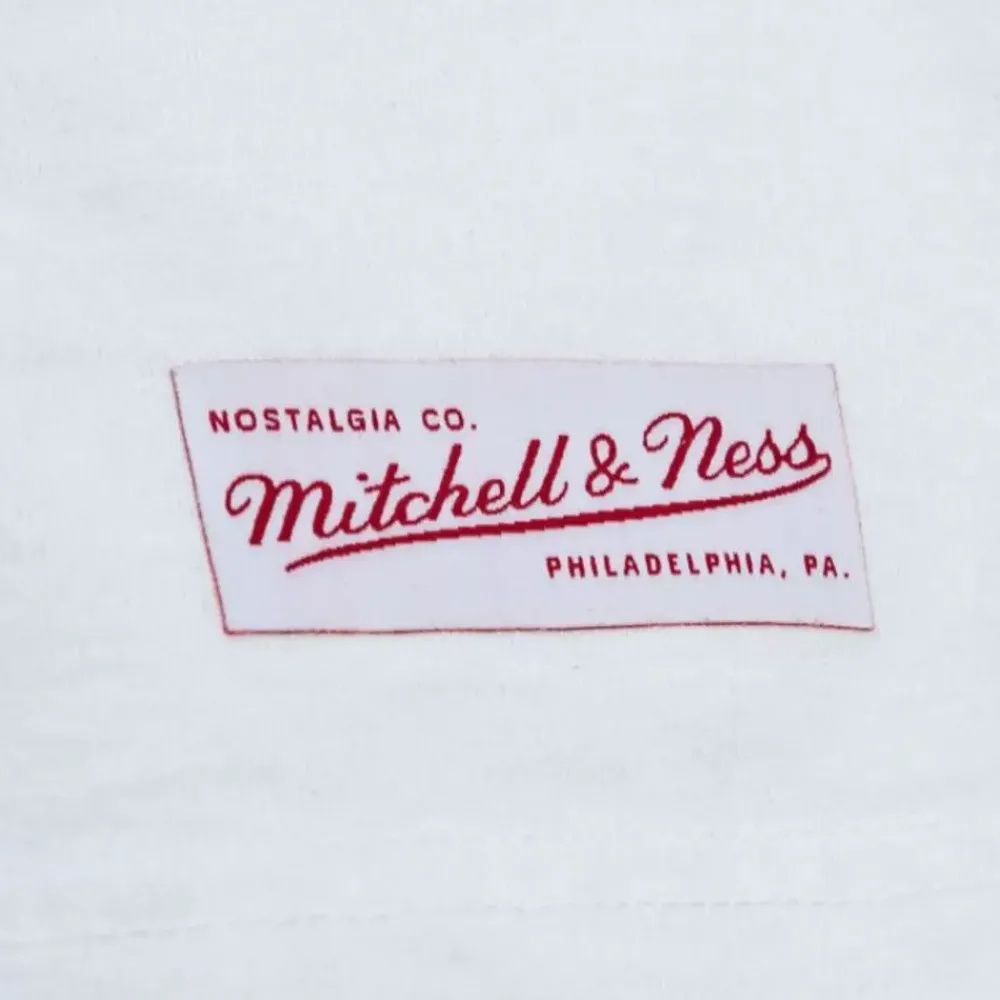 NOSTALGIA CO.
Mitchell & Ness
PHILADELPHIA, PA.